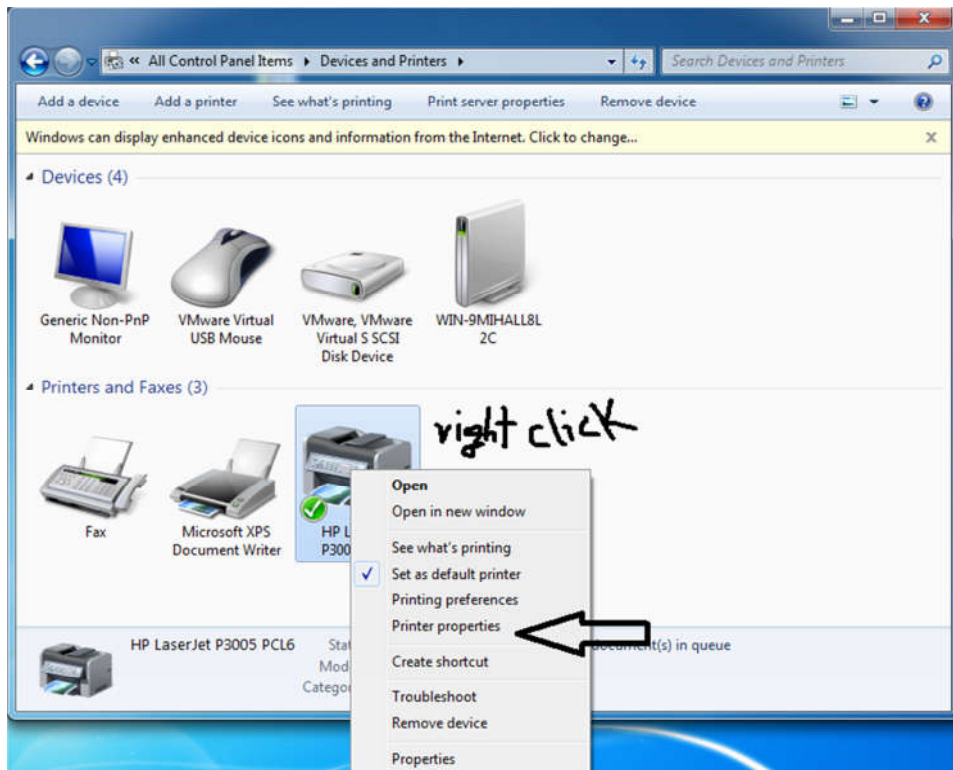 « All Control Panel Items ▸ Devices and Printers ▸
Search Devices and Printers
Add a device Add a printer See what's printing Print server properties Remove device
Windows can display enhanced device icons and information from the Internet. Click to change...
Devices (4)
Generic Non-PnP
Monitor
VMware Virtual
USB Mouse
VMware, VMware
Virtual S SCSI
Disk Device
WIN-9MIHALL8L
2C
Printers and Faxes (3)
right click
Fax
Microsoft XPS
Document Writer
HP L
P300
Open
Open in new window
See what's printing
Set as default printer
Printing preferences
Printer properties
Create shortcut
Troubleshoot
Remove device
Properties
HP LaserJet P3005 PCL6
Stat
Mod
Categor
document(s) in queue